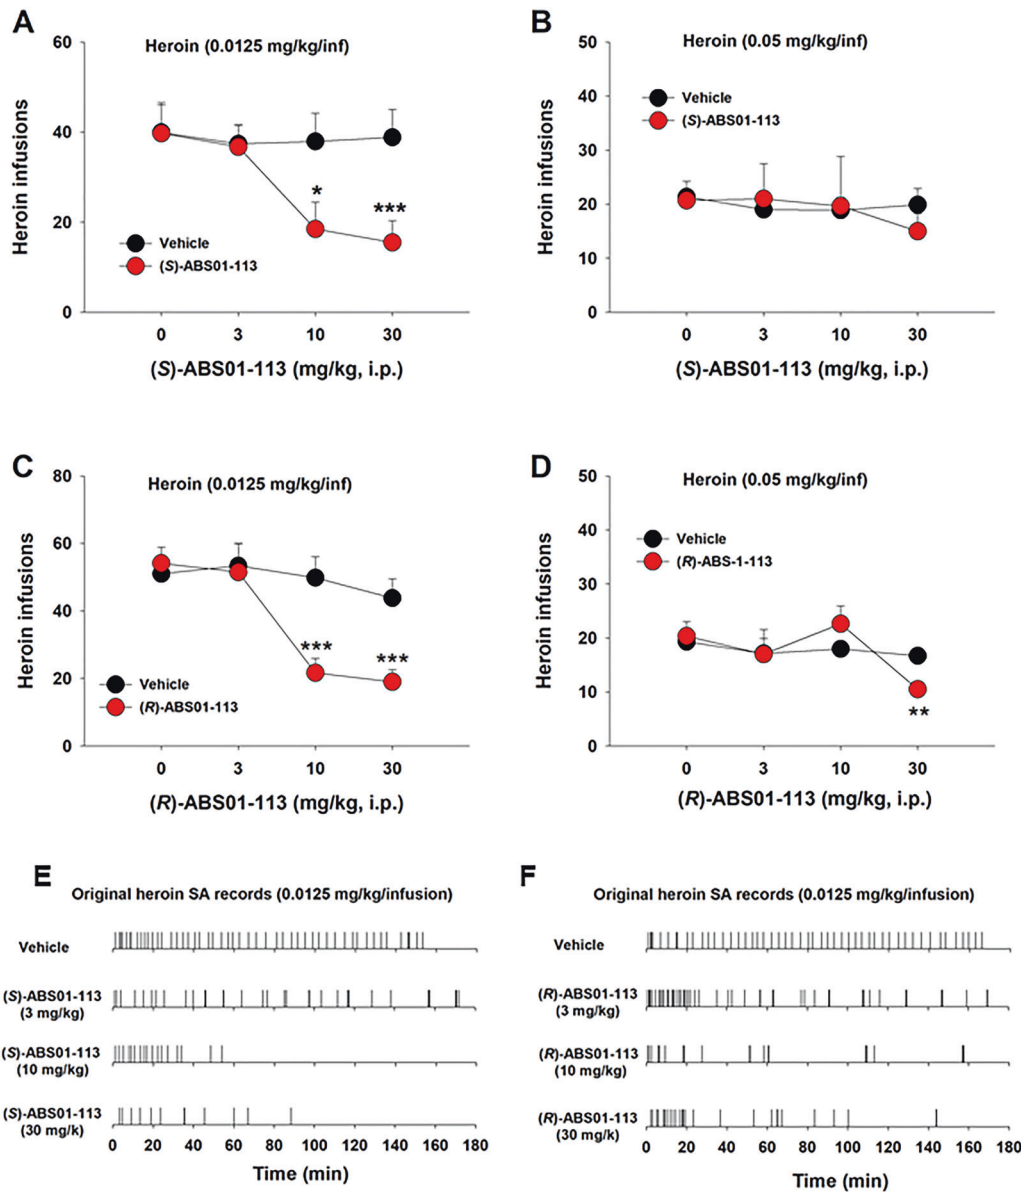 A
Heroin (0.0125 mg/kg/inf)
60
40
20
0
Heroin infusions
*
***
Vehicle
(S)-ABS01-113
0 3 10 30
(S)-ABS01-113 (mg/kg, i.p.)
B
Heroin (0.05 mg/kg/inf)
50
40
30
20
10
0
Heroin infusions
Vehicle
(S)-ABS01-113
0 3 10 30
(S)-ABS01-113 (mg/kg, i.p.)
C
Heroin (0.0125 mg/kg/inf)
80
60
40
20
0
Heroin infusions
***
***
Vehicle
(R)-ABS01-113
0 3 10 30
(R)-ABS01-113 (mg/kg, i.p.)
D
Heroin (0.05 mg/kg/inf)
50
40
30
20
10
0
Heroin infusions
Vehicle
(R)-ABS-1-113
**
0 3 10 30
(R)-ABS01-113 (mg/kg, i.p.)
E
Original heroin SA records (0.0125 mg/kg/infusion)
Vehicle
(S)-ABS01-113
(3 mg/kg)
(S)-ABS01-113
(10 mg/kg)
(S)-ABS01-113
(30 mg/k)
0 20 40 60 80 100 120 140 160 180
Time (min)
F
Original heroin SA records (0.0125 mg/kg/infusion)
Vehicle
(R)-ABS01-113
(3 mg/kg)
(R)-ABS01-113
(10 mg/kg)
(R)-ABS01-113
(30 mg/k)
0 20 40 60 80 100 120 140 160 180
Time (min)